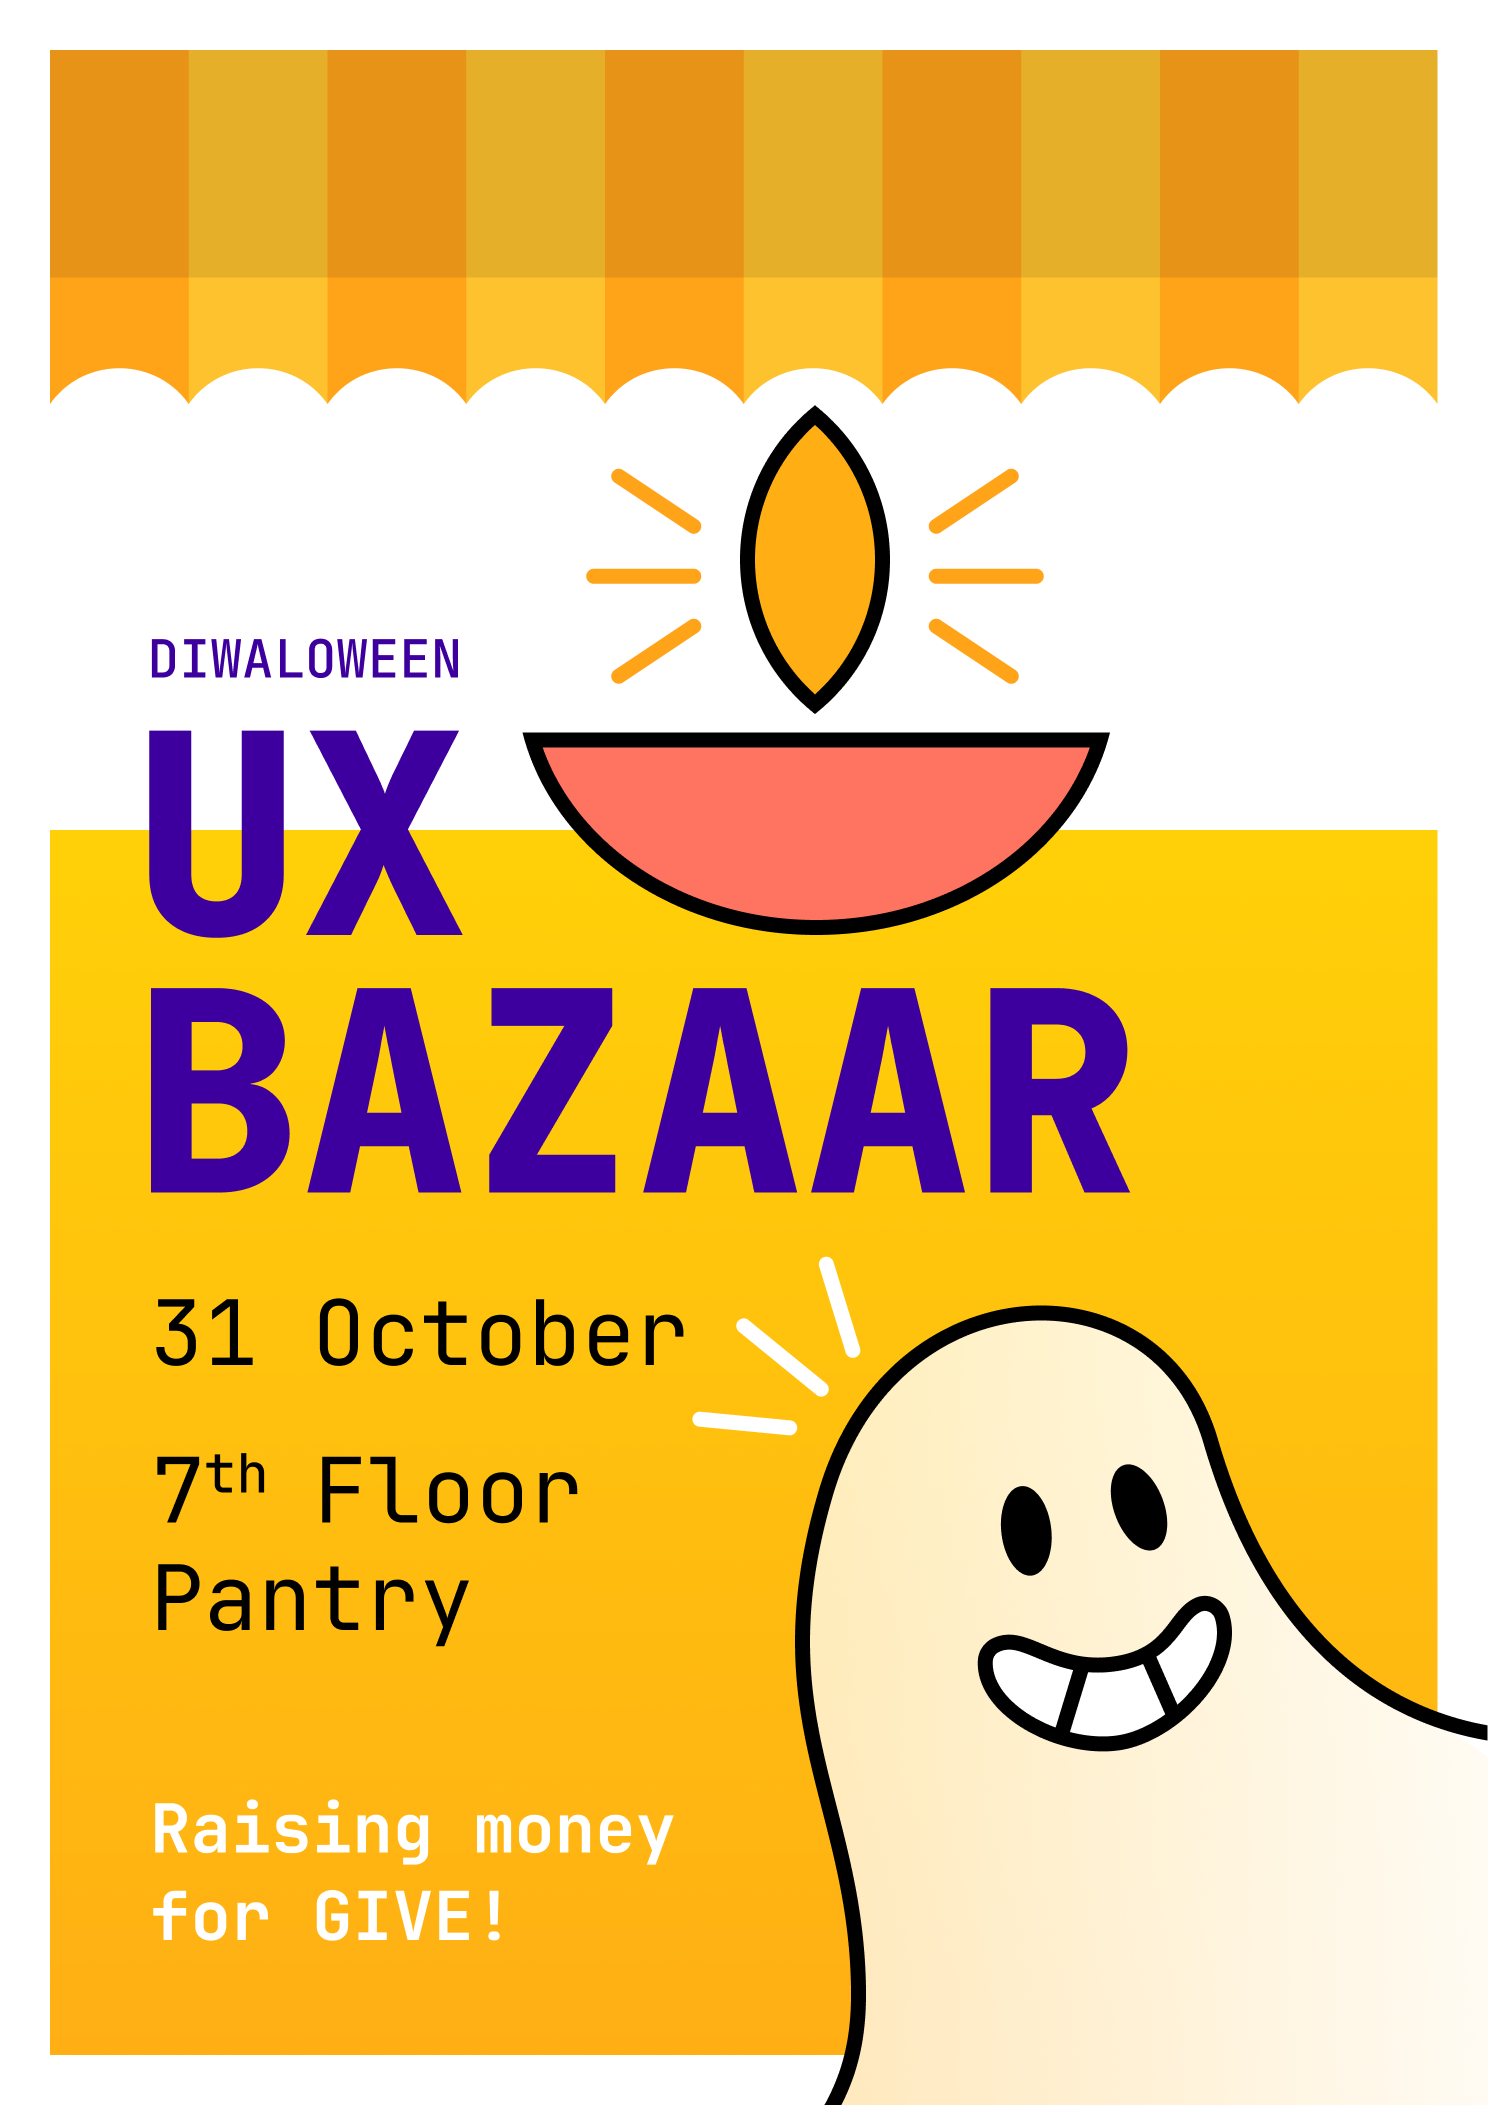 DIWALOWEEN
UX
BAZAAR
31 October
7th Floor
Pantry
Raising money
for GIVE!